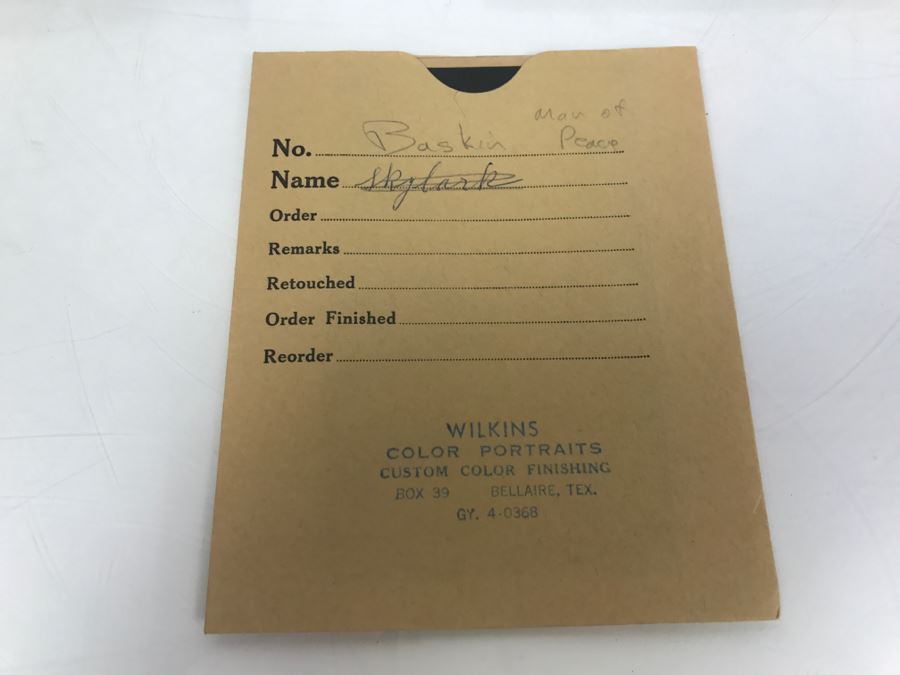 Man of
No. Baskin Peace
Name Skylark
Order
Remarks
Retouched
Order Finished
Reorder
WILKINS
COLOR PORTRAITS
CUSTOM COLOR FINISHING
BOX 39 BELLAIRE, TEX.
GY. 4-0368